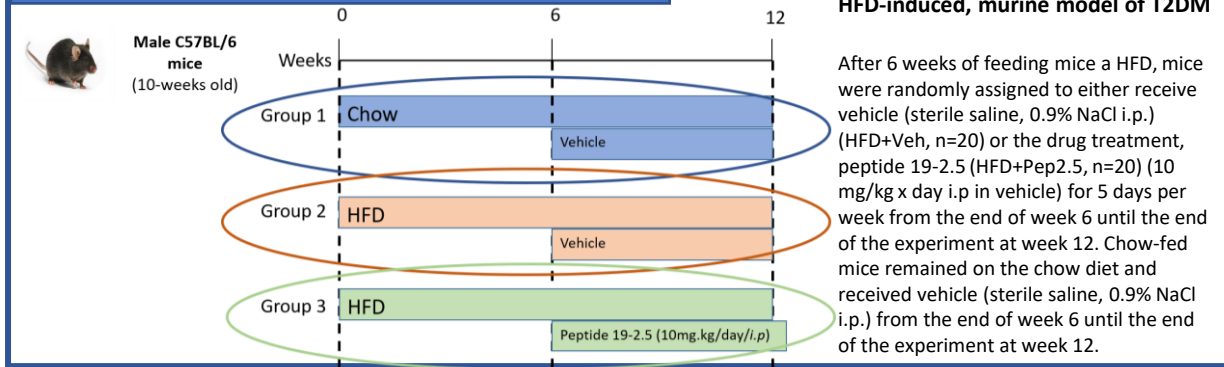 HFD-induced, murine model of T2DM
0 6 12
Male C57BL/6
mice
(10-weeks old)
Weeks
Group 1
Chow
Vehicle
Group 2
HFD
Vehicle
Group 3
HFD
Peptide 19-2.5 (10mg.kg/day/i.p)
After 6 weeks of feeding mice a HFD, mice
were randomly assigned to either receive
vehicle (sterile saline, 0.9% NaCl i.p.)
(HFD+Veh, n=20) or the drug treatment,
peptide 19-2.5 (HFD+Pep2.5, n=20) (10
mg/kg x day i.p in vehicle) for 5 days per
week from the end of week 6 until the end
of the experiment at week 12. Chow-fed
mice remained on the chow diet and
received vehicle (sterile saline, 0.9% NaCl
i.p.) from the end of week 6 until the end
of the experiment at week 12.